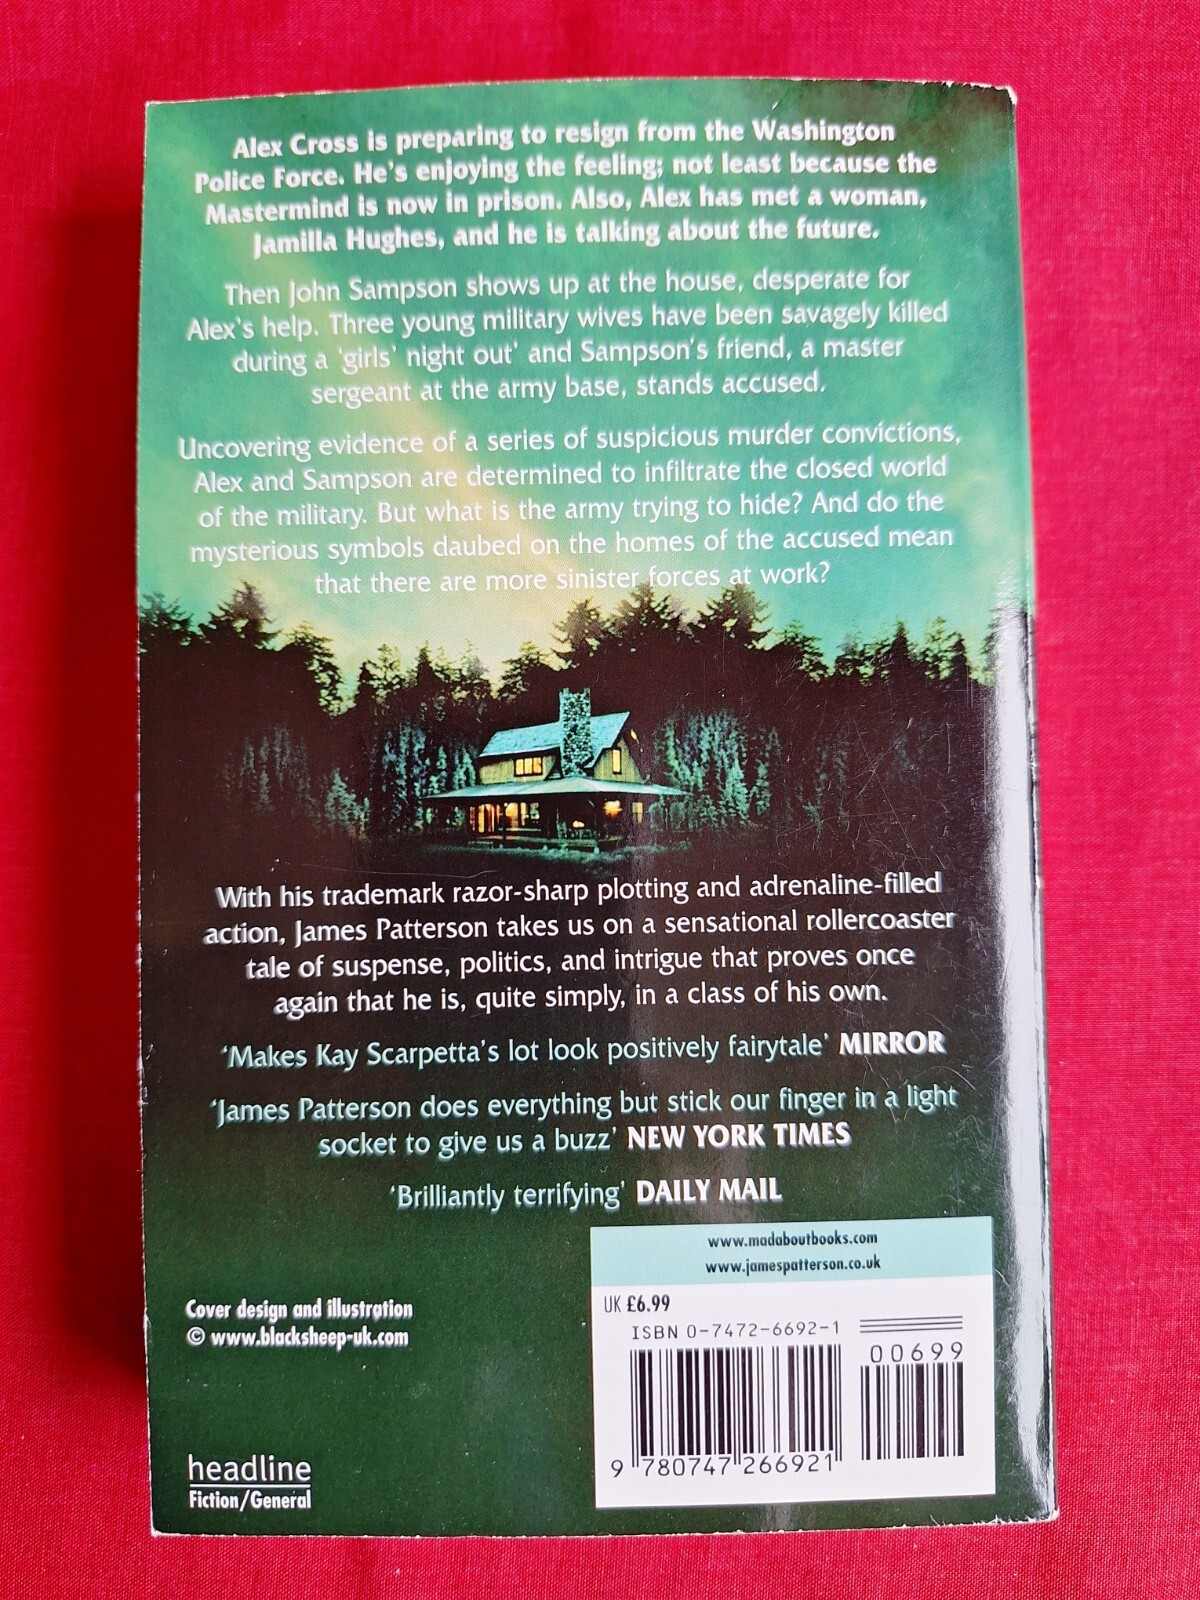 Alex Cross is preparing to resign from the Washington
Police Force. He's enjoying the feeling; not least because the
Mastermind is now in prison. Also, Alex has met a woman,
Jamilla Hughes, and he is talking about the future.
Then John Sampson shows up at the house, desperate for
Alex's help. Three young military wives have been savagely killed
during a 'girls' night out' and Sampson's friend, a master
sergeant at the army base, stands accused.
Uncovering evidence of a series of suspicious murder convictions,
Alex and Sampson are determined to infiltrate the closed world
of the military. But what is the army trying to hide? And do the
mysterious symbols daubed on the homes of the accused mean
that there are more sinister forces at work?
With his trademark razor-sharp plotting and adrenaline-filled
action, James Patterson takes us on a sensational rollercoaster
tale of suspense, politics, and intrigue that proves once
again that he is, quite simply, in a class of his own.
'Makes Kay Scarpetta's lot look positively fairytale' MIRROR
'James Patterson does everything but stick our finger in a light
socket to give us a buzz' NEW YORK TIMES
'Brilliantly terrifying' DAILY MAIL
www.madaboutbooks.com
www.jamespatterson.co.uk
UK £6.99
ISBN 0-7472-6692-1
00699
9 780747 266921
Cover design and illustration
© www.blacksheep-uk.com
headline
Fiction/General